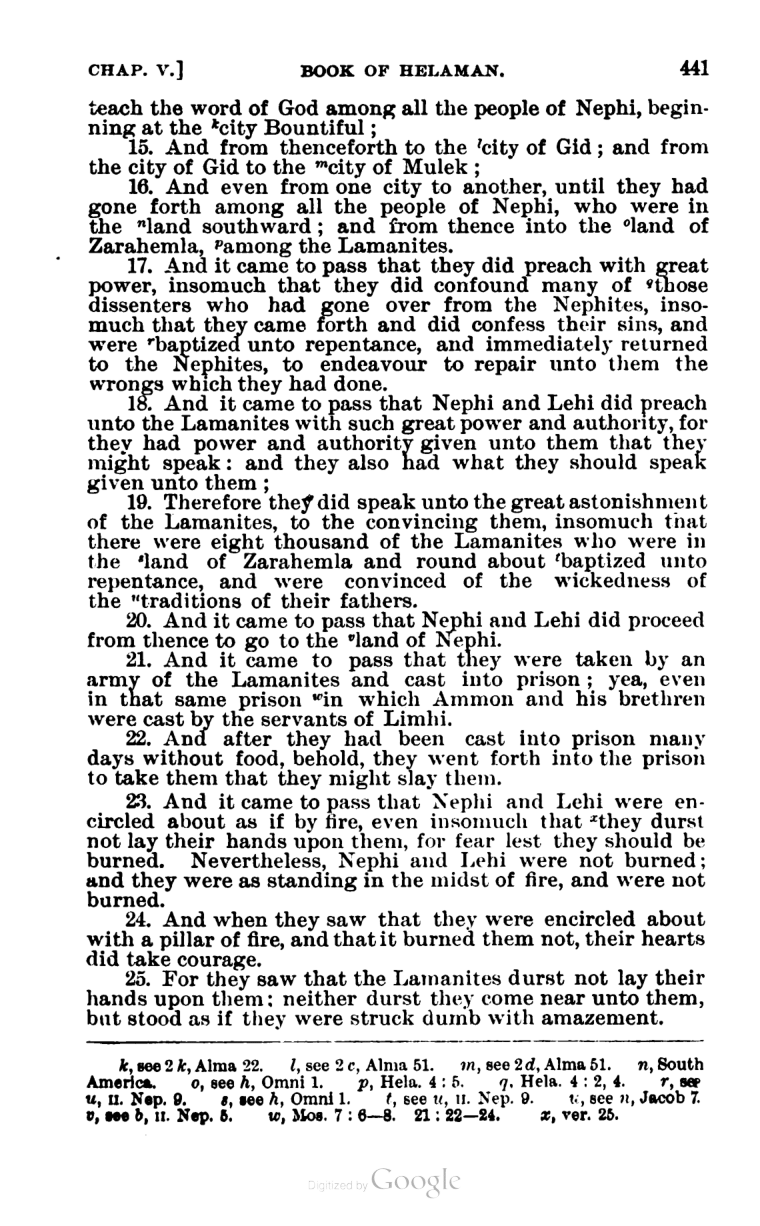 CHAP. V.] BOOK OF HELAMAN. 441
teach the word of God among all the people of Nephi, begin-
ning at the ᵏcity Bountiful ;
15. And from thenceforth to the ˡcity of Gid ; and from
the city of Gid to the ᵐcity of Mulek ;
16. And even from one city to another, until they had
gone forth among all the people of Nephi, who were in
the ⁿland southward ; and from thence into the ᵒland of
Zarahemla, ᵖamong the Lamanites.
17. And it came to pass that they did preach with great
power, insomuch that they did confound many of ᑫthose
dissenters who had gone over from the Nephites, inso-
much that they came forth and did confess their sins, and
were ʳbaptized unto repentance, and immediately returned
to the Nephites, to endeavour to repair unto them the
wrongs which they had done.
18. And it came to pass that Nephi and Lehi did preach
unto the Lamanites with such great power and authority, for
they had power and authority given unto them that they
might speak : and they also had what they should speak
given unto them ;
19. Therefore they did speak unto the great astonishment
of the Lamanites, to the convincing them, insomuch that
there were eight thousand of the Lamanites who were in
the ˢland of Zarahemla and round about ᵗbaptized unto
repentance, and were convinced of the wickedness of
the ᵘtraditions of their fathers.
20. And it came to pass that Nephi and Lehi did proceed
from thence to go to the ᵛland of Nephi.
21. And it came to pass that they were taken by an
army of the Lamanites and cast into prison ; yea, even
in that same prison ʷin which Ammon and his brethren
were cast by the servants of Limhi.
22. And after they had been cast into prison many
days without food, behold, they went forth into the prison
to take them that they might slay them.
23. And it came to pass that Nephi and Lehi were en-
circled about as if by fire, even insomuch that ˣthey durst
not lay their hands upon them, for fear lest they should be
burned. Nevertheless, Nephi and Lehi were not burned ;
and they were as standing in the midst of fire, and were not
burned.
24. And when they saw that they were encircled about
with a pillar of fire, and that it burned them not, their hearts
did take courage.
25. For they saw that the Lamanites durst not lay their
hands upon them : neither durst they come near unto them,
but stood as if they were struck dumb with amazement.
k, see 2 k, Alma 22. l, see 2 c, Alma 51. m, see 2 d, Alma 51. n, South
America. o, see h, Omni 1. p, Hela. 4 : 5. q, Hela. 4 : 2, 4. r, see
u, II. Nep. 9. s, see h, Omni 1. t, see u, II. Nep. 9. u, see n, Jacob 7.
v, see b, II. Nep. 5. w, Mos. 7 : 6—8. 21 : 22—24. x, ver. 25.
Digitized by Google